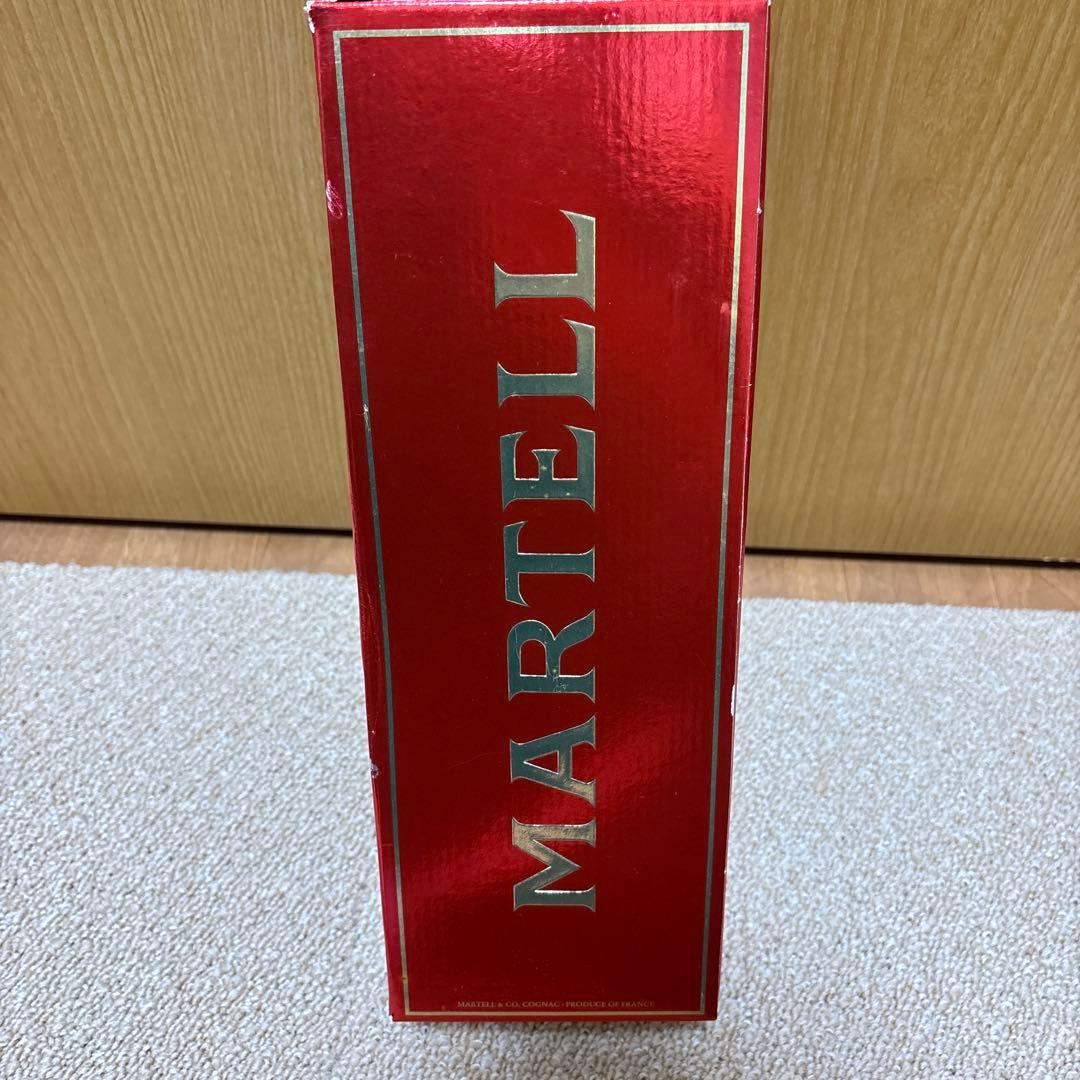 MARTELL
MARTELL & CO, COGNAC - PRODUCE OF FRANCE